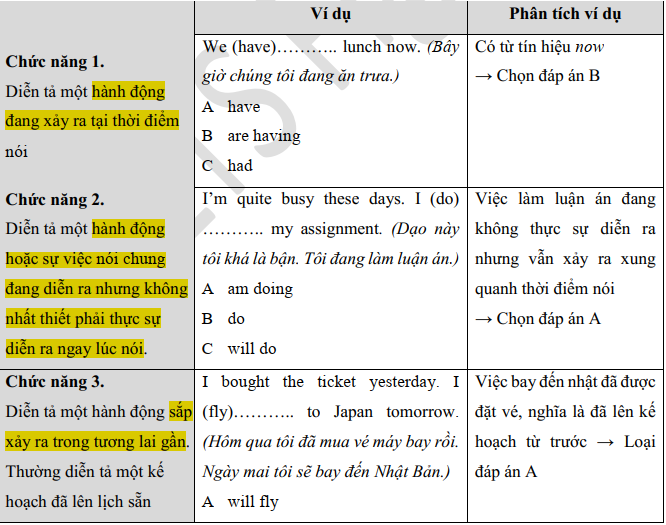 Ví dụ
Phân tích ví dụ
Chức năng 1.
Diễn tả một hành động
đang xảy ra tại thời điểm
nói
We (have)……….. lunch now. (Bây
giờ chúng tôi đang ăn trưa.)
A have
B are having
C had
Có từ tín hiệu now
→ Chọn đáp án B
Chức năng 2.
Diễn tả một hành động
hoặc sự việc nói chung
đang diễn ra nhưng không
nhất thiết phải thực sự
diễn ra ngay lúc nói.
I’m quite busy these days. I (do)
……….. my assignment. (Dạo này
tôi khá là bận. Tôi đang làm luận án.)
A am doing
B do
C will do
Việc làm luận án đang
không thực sự diễn ra
nhưng vẫn xảy ra xung
quanh thời điểm nói
→ Chọn đáp án A
Chức năng 3.
Diễn tả một hành động sắp
xảy ra trong tương lai gần.
Thường diễn tả một kế
hoạch đã lên lịch sẵn
I bought the ticket yesterday. I
(fly)……….. to Japan tomorrow.
(Hôm qua tôi đã mua vé máy bay rồi.
Ngày mai tôi sẽ bay đến Nhật Bản.)
A will fly
Việc bay đến nhật đã được
đặt vé, nghĩa là đã lên kế
hoạch từ trước → Loại
đáp án A